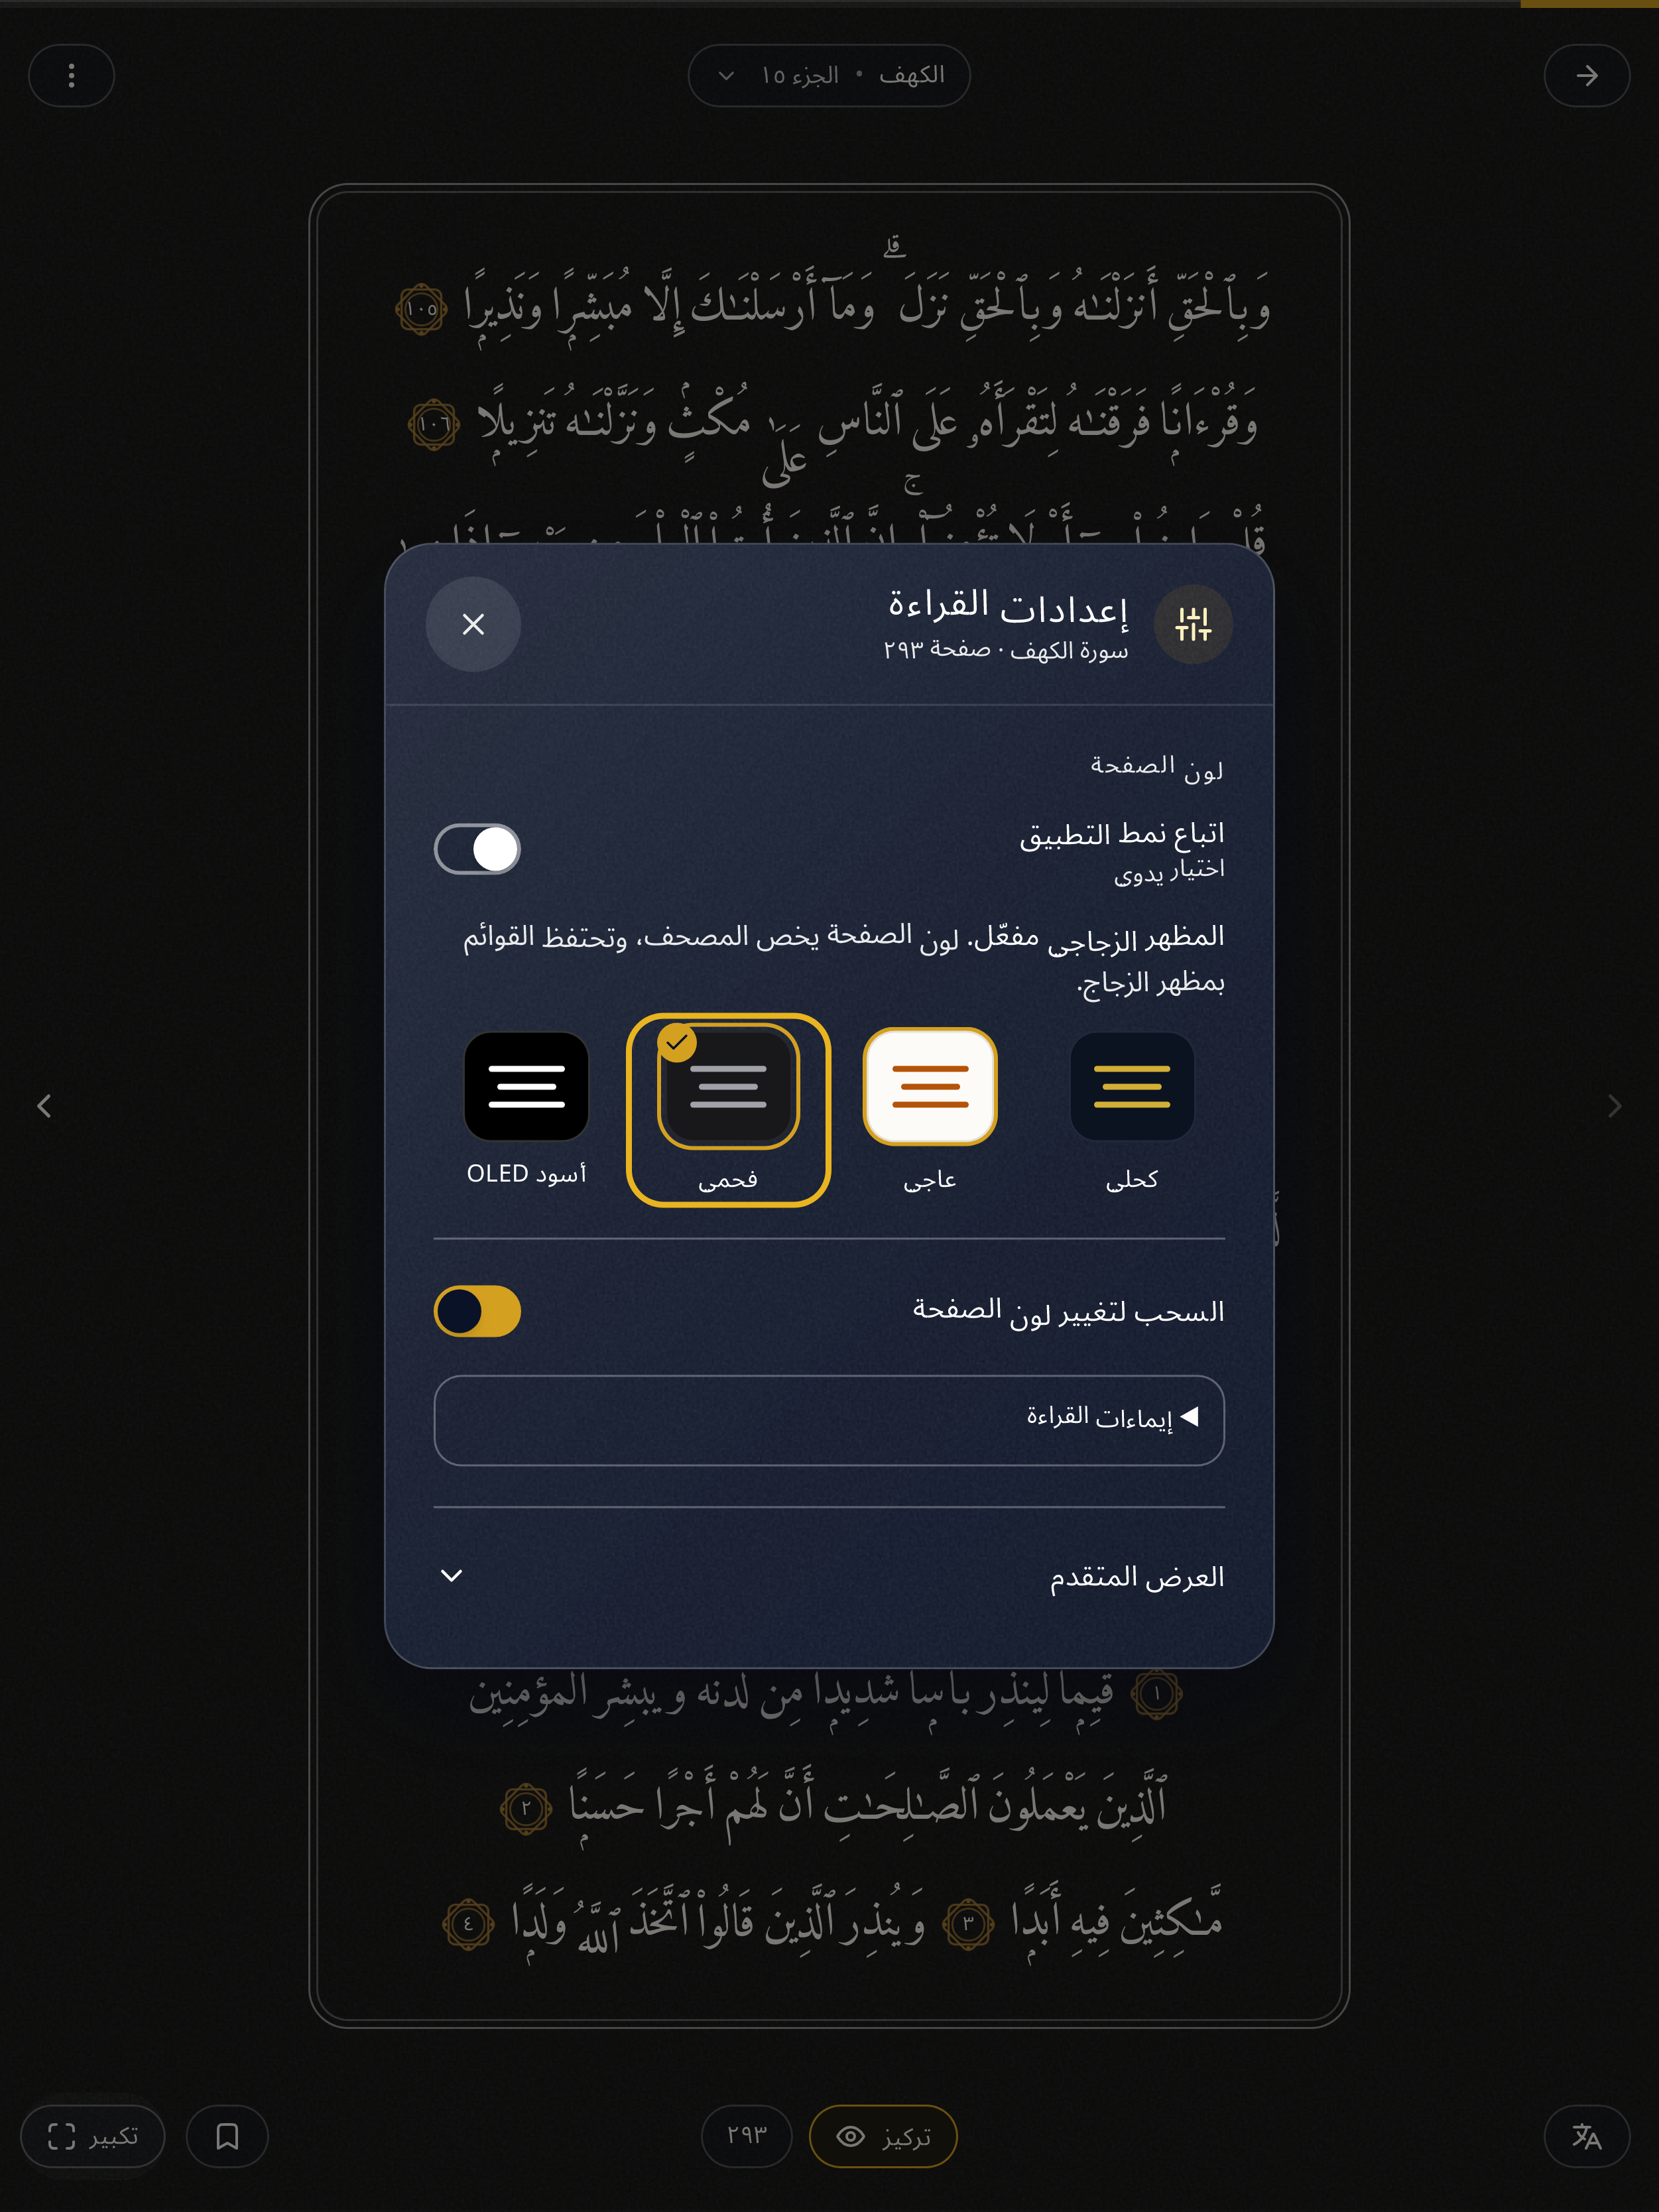 الكهف • الجزء ١٥
وَبِٱلْحَقِّ أَنزَلْنَـٰهُ وَبِٱلْحَقِّ نَزَلَ ۗ وَمَآ أَرْسَلْنَـٰكَ إِلَّا مُبَشِّرًا وَنَذِيرًا ١٠٥
وَقُرْءَانًا فَرَقْنَـٰهُ لِتَقْرَأَهُۥ عَلَى ٱلنَّاسِ عَلَىٰ مُكْثٍ وَنَزَّلْنَـٰهُ تَنزِيلًا ١٠٦
إعدادات القراءة
سورة الكهف · صفحة ٢٩٣
لون الصفحة
اتباع نمط التطبيق
اختيار يدوي
المظهر الزجاجي مفعّل. لون الصفحة يخص المصحف، وتحتفظ القوائم
بمظهر الزجاج.
كحلي
عاجي
فحمي
أسود OLED
السحب لتغيير لون الصفحة
إيماءات القراءة
العرض المتقدم
١ قيما لينذر بأسا شديدا من لدنه ويبشر المؤمنين
ٱلَّذِينَ يَعْمَلُونَ ٱلصَّـٰلِحَـٰتِ أَنَّ لَهُمْ أَجْرًا حَسَنًا ٢
مَّـٰكِثِينَ فِيهِ أَبَدًا ٣ وَيُنذِرَ ٱلَّذِينَ قَالُوا۟ ٱتَّخَذَ ٱللَّهُ وَلَدًا ٤
تركيز
٢٩٣
تكبير